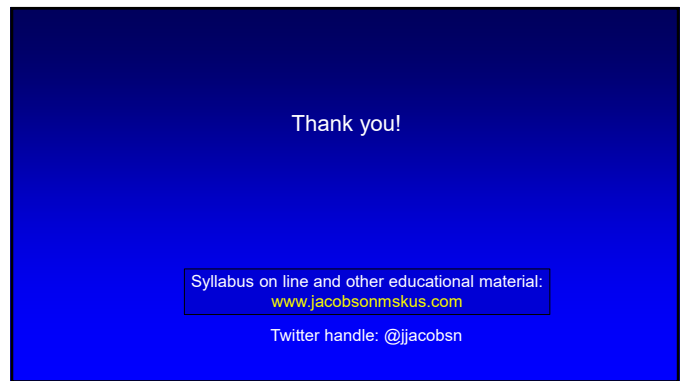 Thank you!
Syllabus on line and other educational material:
www.jacobsonmskus.com
Twitter handle: @jjacobsn